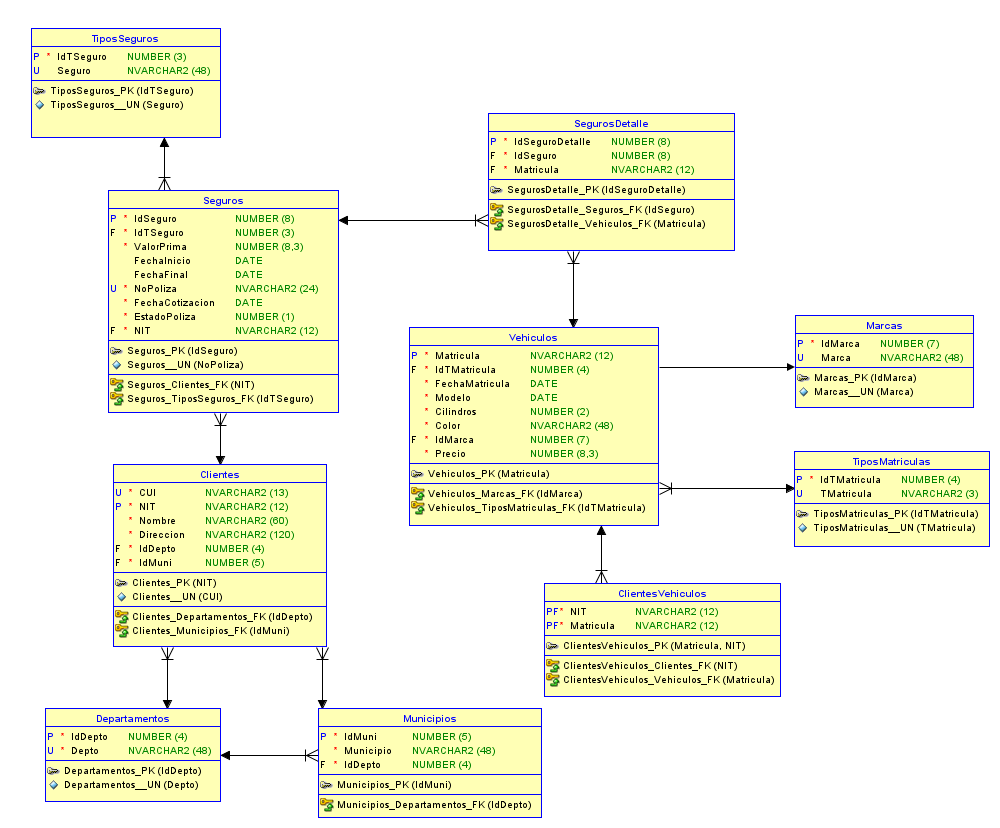 TiposSeguros
P * IdTSeguro NUMBER (3)
U Seguro NVARCHAR2 (48)
TiposSeguros_PK (IdTSeguro)
TiposSeguros__UN (Seguro)
SegurosDetalle
P * IdSeguroDetalle NUMBER (8)
F * IdSeguro NUMBER (8)
F * Matricula NVARCHAR2 (12)
SegurosDetalle_PK (IdSeguroDetalle)
SegurosDetalle_Seguros_FK (IdSeguro)
SegurosDetalle_Vehiculos_FK (Matricula)
Seguros
P * IdSeguro NUMBER (8)
F * IdTSeguro NUMBER (3)
* ValorPrima NUMBER (8,3)
FechaInicio DATE
FechaFinal DATE
U * NoPoliza NVARCHAR2 (24)
* FechaCotizacion DATE
* EstadoPoliza NUMBER (1)
F * NIT NVARCHAR2 (12)
Seguros_PK (IdSeguro)
Seguros__UN (NoPoliza)
Seguros_Clientes_FK (NIT)
Seguros_TiposSeguros_FK (IdTSeguro)
Vehiculos
P * Matricula NVARCHAR2 (12)
F * IdTMatricula NUMBER (4)
* FechaMatricula DATE
* Modelo DATE
* Cilindros NUMBER (2)
* Color NVARCHAR2 (48)
F * IdMarca NUMBER (7)
* Precio NUMBER (8,3)
Vehiculos_PK (Matricula)
Vehiculos_Marcas_FK (IdMarca)
Vehiculos_TiposMatriculas_FK (IdTMatricula)
Marcas
P * IdMarca NUMBER (7)
U Marca NVARCHAR2 (48)
Marcas_PK (IdMarca)
Marcas__UN (Marca)
TiposMatriculas
P * IdTMatricula NUMBER (4)
U TMatricula NVARCHAR2 (3)
TiposMatriculas_PK (IdTMatricula)
TiposMatriculas__UN (TMatricula)
Clientes
U * CUI NVARCHAR2 (13)
P * NIT NVARCHAR2 (12)
* Nombre NVARCHAR2 (60)
* Direccion NVARCHAR2 (120)
F * IdDepto NUMBER (4)
F * IdMuni NUMBER (5)
Clientes_PK (NIT)
Clientes__UN (CUI)
Clientes_Departamentos_FK (IdDepto)
Clientes_Municipios_FK (IdMuni)
ClientesVehiculos
PF* NIT NVARCHAR2 (12)
PF* Matricula NVARCHAR2 (12)
ClientesVehiculos_PK (Matricula, NIT)
ClientesVehiculos_Clientes_FK (NIT)
ClientesVehiculos_Vehiculos_FK (Matricula)
Departamentos
P * IdDepto NUMBER (4)
U * Depto NVARCHAR2 (48)
Departamentos_PK (IdDepto)
Departamentos__UN (Depto)
Municipios
P * IdMuni NUMBER (5)
* Municipio NVARCHAR2 (48)
F * IdDepto NUMBER (4)
Municipios_PK (IdMuni)
Municipios_Departamentos_FK (IdDepto)